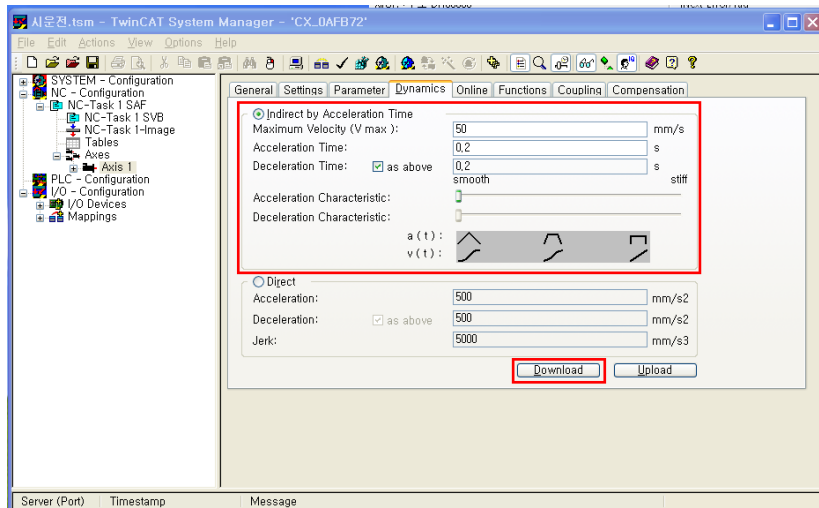 시운전.tsm - TwinCAT System Manager - 'CX_0AFB72'
File Edit Actions View Options Help
SYSTEM - Configuration
NC - Configuration
NC-Task 1 SAF
NC-Task 1 SVB
NC-Task 1-Image
Tables
Axes
Axis 1
PLC - Configuration
I/O - Configuration
I/O Devices
Mappings
General Settings Parameter Dynamics Online Functions Coupling Compensation
Indirect by Acceleration Time
Maximum Velocity (V max ): 50 mm/s
Acceleration Time: 0,2 s
Deceleration Time: as above 0,2 s
smooth stiff
Acceleration Characteristic:
Deceleration Characteristic:
a(t):
v(t):
Direct
Acceleration: 500 mm/s2
Deceleration: as above 500 mm/s2
Jerk: 5000 mm/s3
Download Upload
Server (Port) Timestamp Message